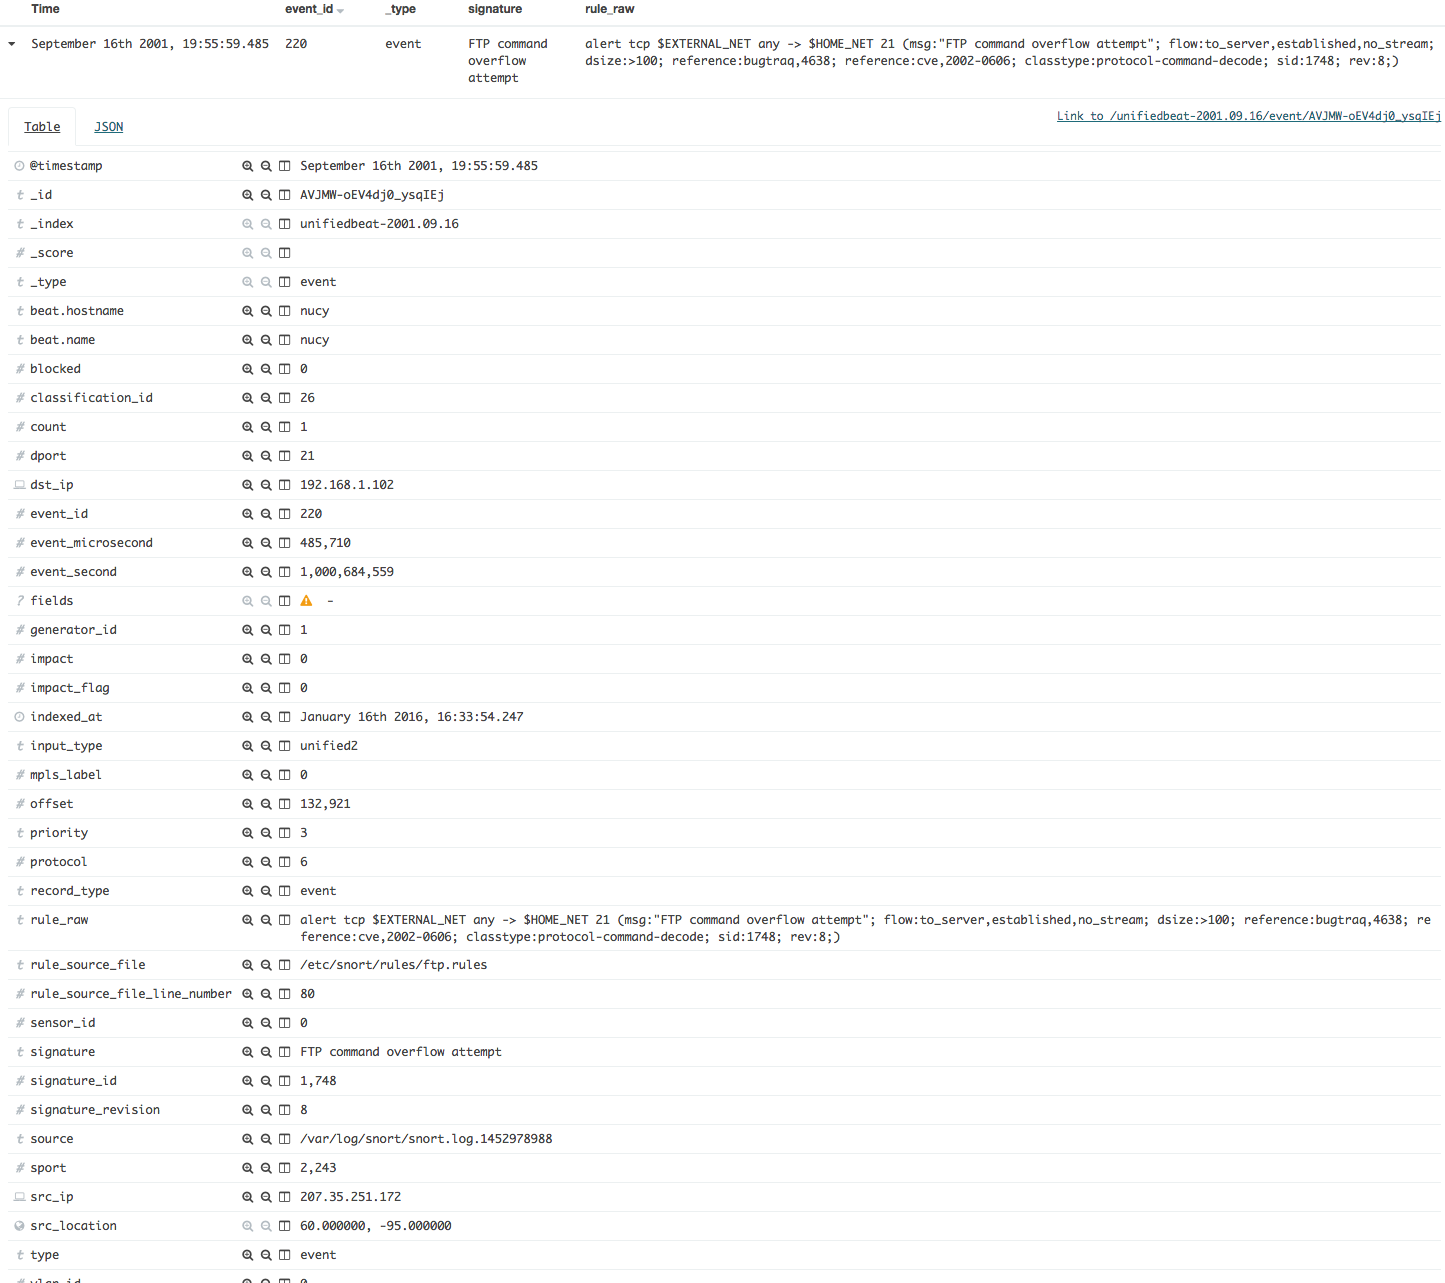 Time event_id _type signature rule_raw
September 16th 2001, 19:55:59.485 220 event FTP command alert tcp $EXTERNAL_NET any -> $HOME_NET 21 (msg:"FTP command overflow attempt"; flow:to_server,established,no_stream;
overflow dsize:>100; reference:bugtraq,4638; reference:cve,2002-0606; classtype:protocol-command-decode; sid:1748; rev:8;)
attempt
Link to /unifiedbeat-2001.09.16/event/AVJMW-oEV4dj0_ysqIEj
Table JSON
@timestamp September 16th 2001, 19:55:59.485
t _id AVJMW-oEV4dj0_ysqIEj
t _index unifiedbeat-2001.09.16
# _score
t _type event
t beat.hostname nucy
t beat.name nucy
# blocked 0
# classification_id 26
# count 1
# dport 21
dst_ip 192.168.1.102
# event_id 220
# event_microsecond 485,710
# event_second 1,000,684,559
? fields -
# generator_id 1
# impact 0
# impact_flag 0
indexed_at January 16th 2016, 16:33:54.247
t input_type unified2
# mpls_label 0
# offset 132,921
t priority 3
# protocol 6
t record_type event
t rule_raw alert tcp $EXTERNAL_NET any -> $HOME_NET 21 (msg:"FTP command overflow attempt"; flow:to_server,established,no_stream; dsize:>100; reference:bugtraq,4638; re
ference:cve,2002-0606; classtype:protocol-command-decode; sid:1748; rev:8;)
t rule_source_file /etc/snort/rules/ftp.rules
# rule_source_file_line_number 80
# sensor_id 0
t signature FTP command overflow attempt
# signature_id 1,748
# signature_revision 8
t source /var/log/snort/snort.log.1452978988
# sport 2,243
src_ip 207.35.251.172
src_location 60.000000, -95.000000
t type event
# vlan_id 0